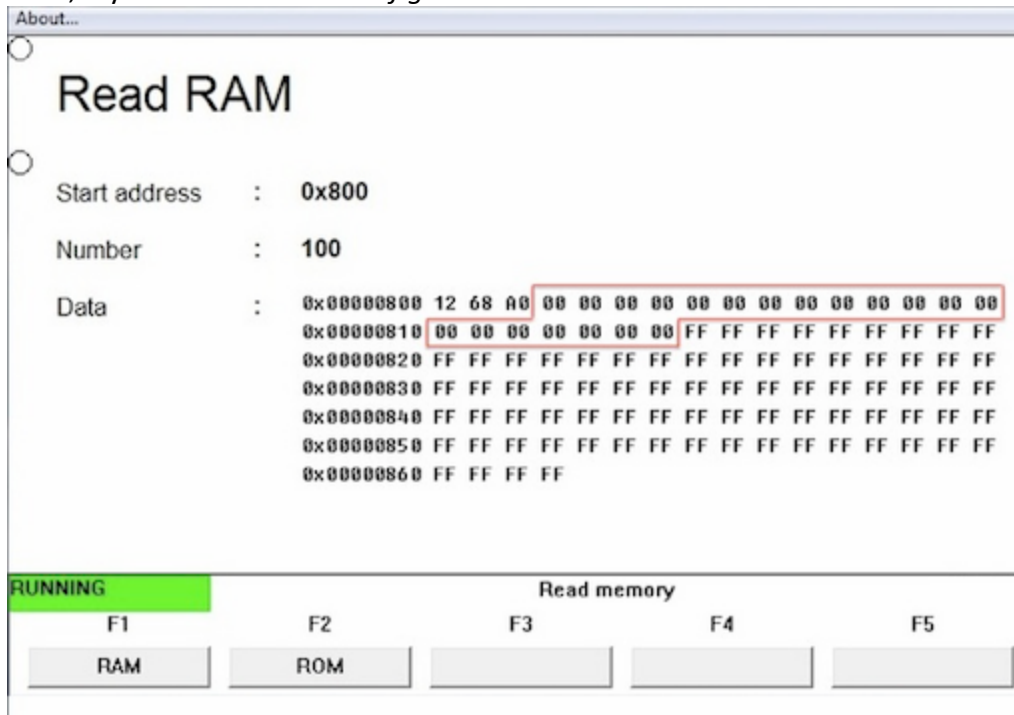 About...
Read RAM
Start address : 0x800
Number : 100
Data : 0x00000800 12 68 A0 00 00 00 00 00 00 00 00 00 00 00 00 00
0x00000810 00 00 00 00 00 00 00 FF FF FF FF FF FF FF FF FF
0x00000820 FF FF FF FF FF FF FF FF FF FF FF FF FF FF FF FF
0x00000830 FF FF FF FF FF FF FF FF FF FF FF FF FF FF FF FF
0x00000840 FF FF FF FF FF FF FF FF FF FF FF FF FF FF FF FF
0x00000850 FF FF FF FF FF FF FF FF FF FF FF FF FF FF FF FF
0x00000860 FF FF FF FF
RUNNING Read memory
F1 F2 F3 F4 F5
RAM ROM